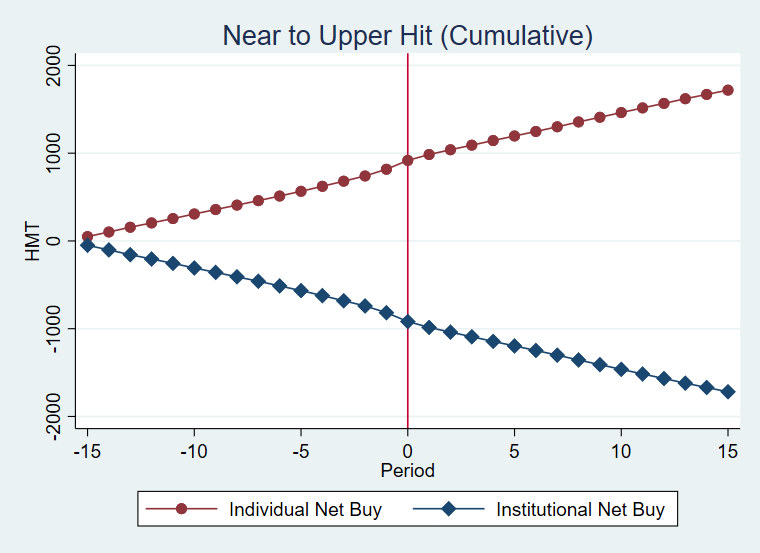 Near to Upper Hit (Cumulative)
2000
1000
0
-1000
-2000
HMT
-15 -10 -5 0 5 10 15
Period
Individual Net Buy Institutional Net Buy